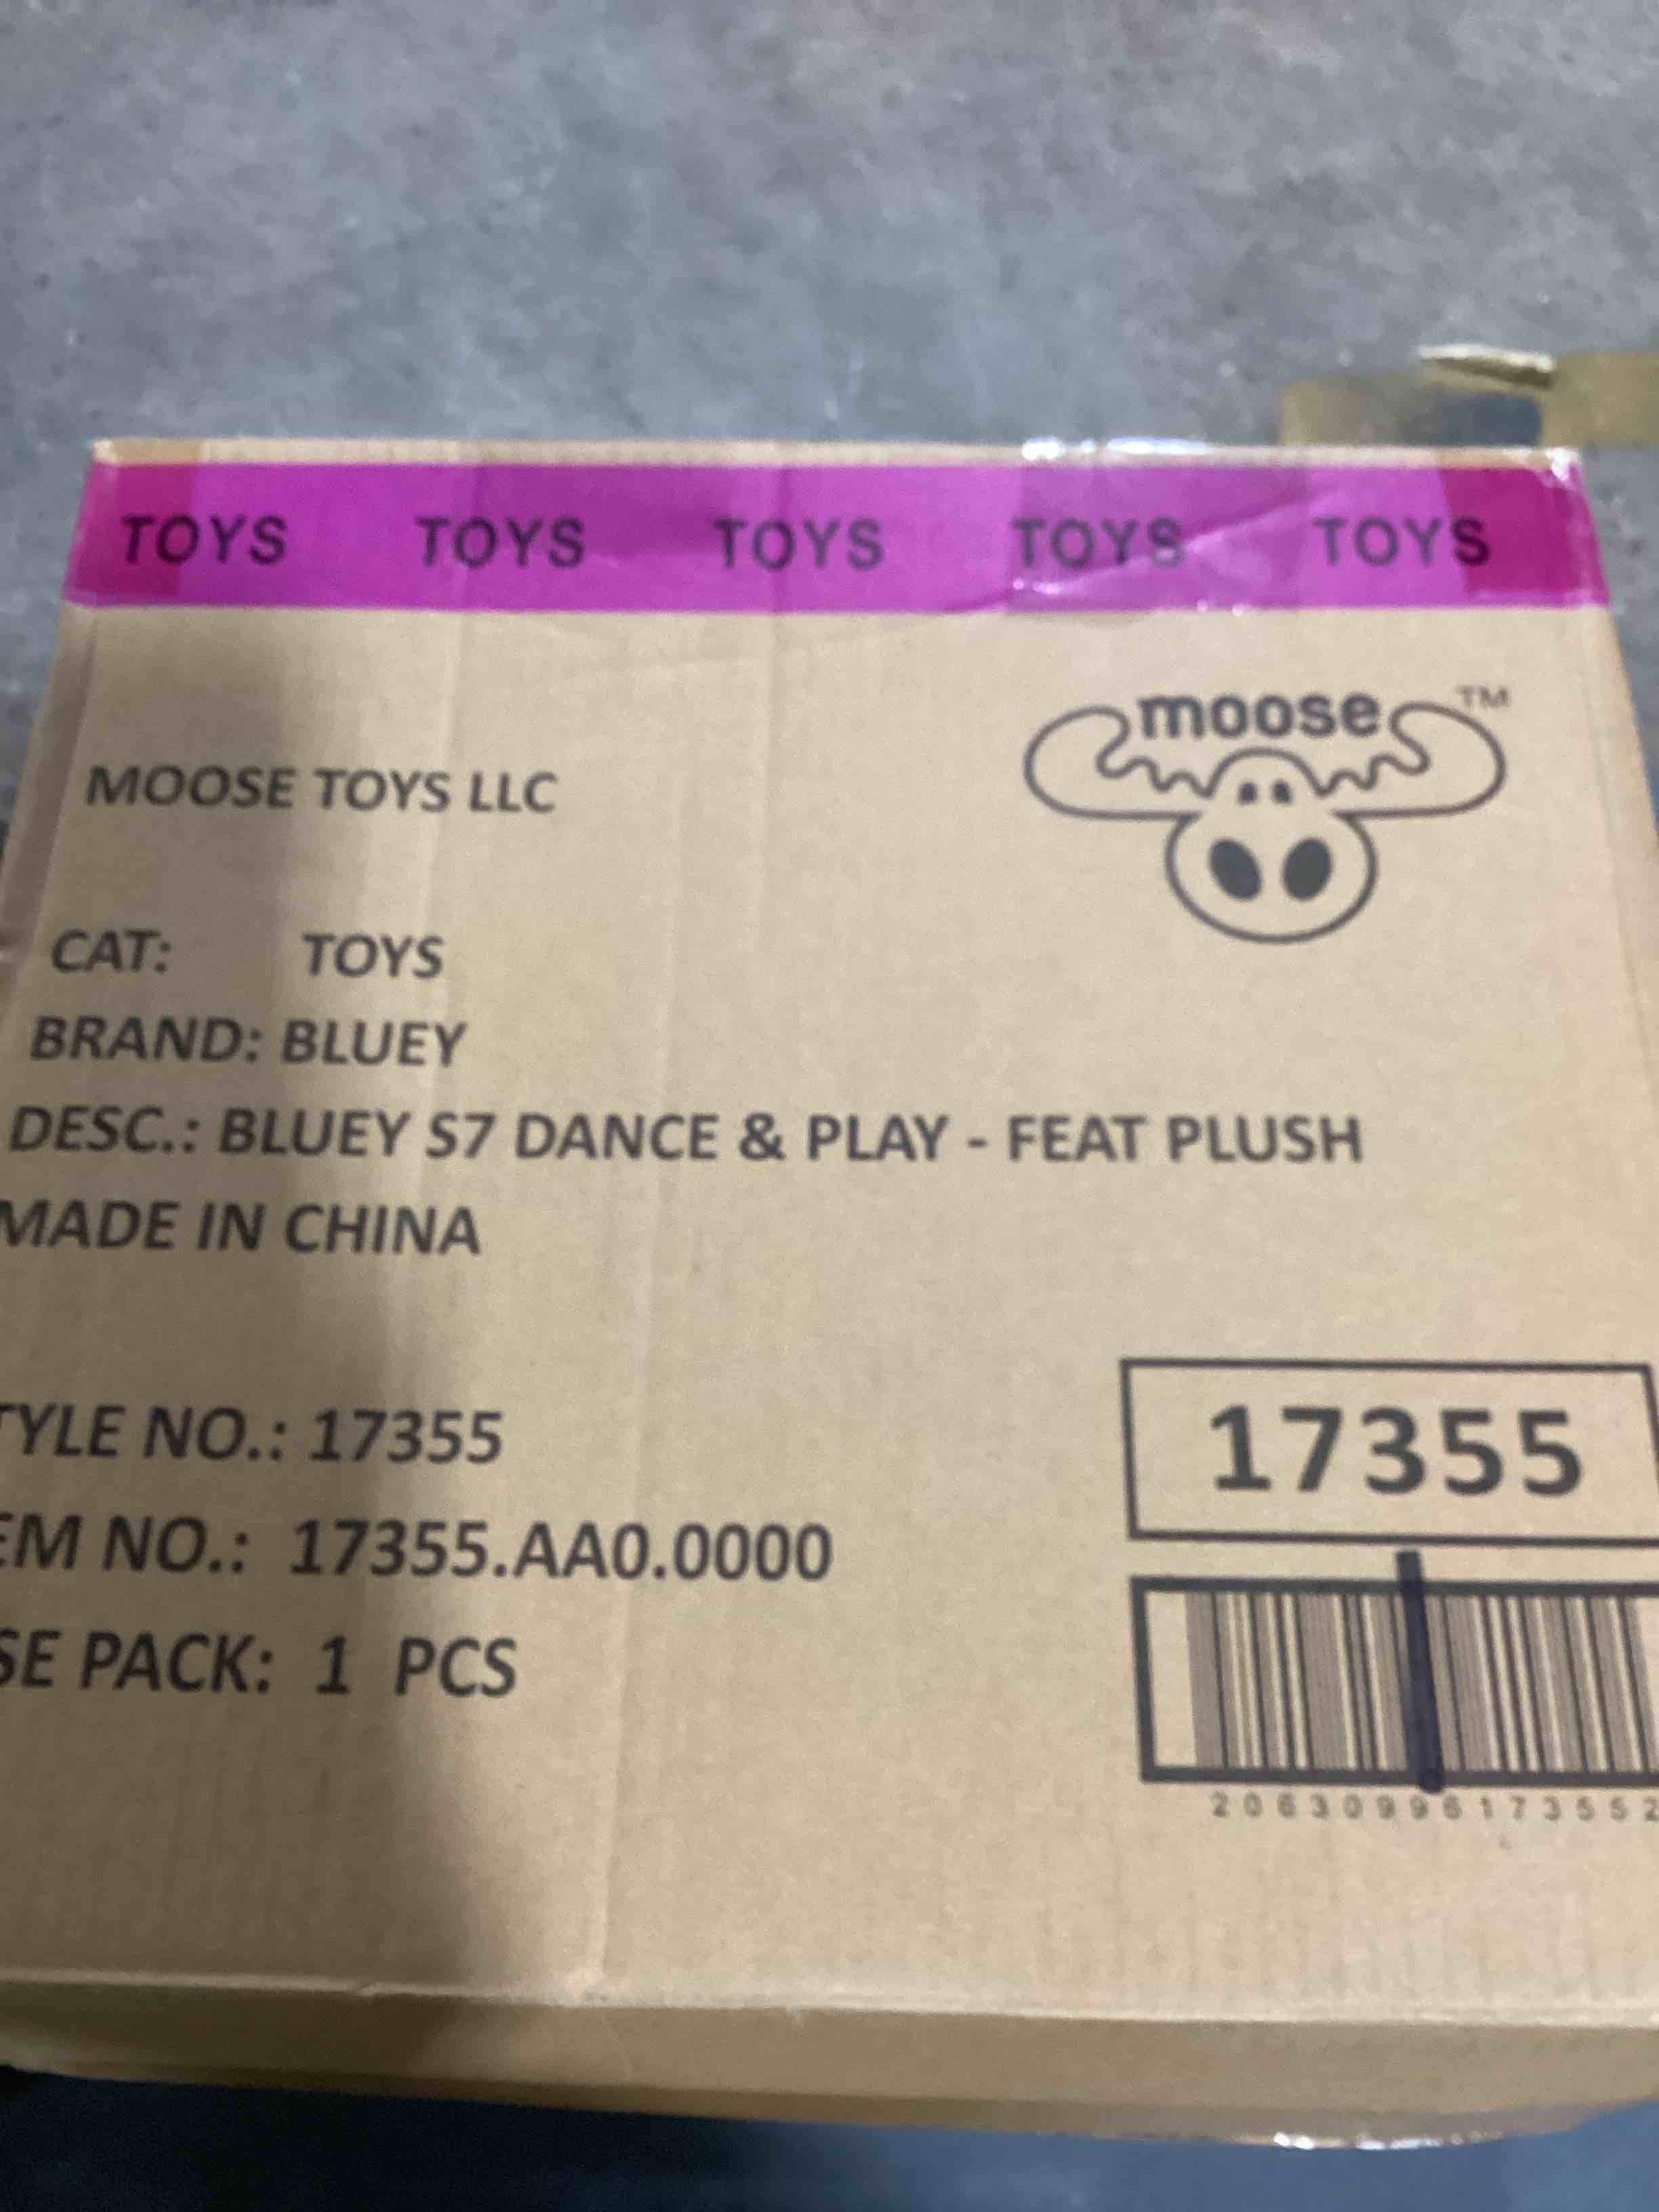 TOYS TOYS TOYS TOYS TOYS
moose TM
MOOSE TOYS LLC
CAT: TOYS
BRAND: BLUEY
DESC.: BLUEY S7 DANCE & PLAY - FEAT PLUSH
MADE IN CHINA
TYLE NO.: 17355
17355
EM NO.: 17355.AA0.0000
SE PACK: 1 PCS
20630996173552